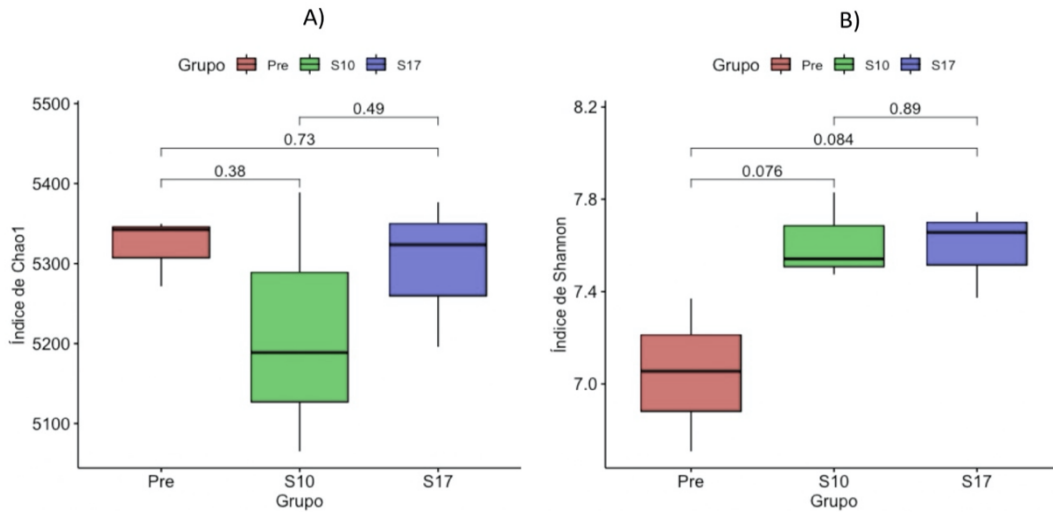 A)
Grupo Pre S10 S17
5500
5400
5300
5200
5100
Índice de Chao1
0.49
0.73
0.38
Pre S10 S17
Grupo
B)
Grupo Pre S10 S17
8.2
7.8
7.4
7.0
Índice de Shannon
0.89
0.084
0.076
Pre S10 S17
Grupo